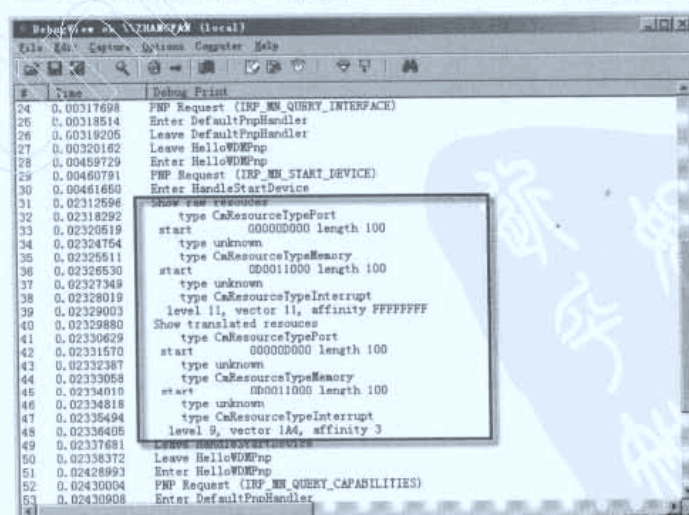 DebugView on \\ZHANGFAN (local)
File Edit Capture Options Computer Help
# Time Debug Print
24 0.00317698 PNP Request (IRP_MN_QUERY_INTERFACE)
25 0.00318514 Enter DefaultPnpHandler
26 0.00319205 Leave DefaultPnpHandler
27 0.00320162 Leave HelloWDMPnp
28 0.00459729 Enter HelloWDMPnp
29 0.00460791 PNP Request (IRP_MN_START_DEVICE)
30 0.00461650 Enter HandleStartDevice
31 0.02312596 Show raw resouces
32 0.02318292 type CmResourceTypePort
33 0.02320519 start 00000D000 length 100
34 0.02324754 type unknown
35 0.02325511 type CmResourceTypeMemory
36 0.02326530 start 0D0011000 length 100
37 0.02327349 type unknown
38 0.02328019 type CmResourceTypeInterrupt
39 0.02329003 level 11, vector 11, affinity FFFFFFFF
40 0.02329880 Show translated resouces
41 0.02330629 type CmResourceTypePort
42 0.02331570 start 00000D000 length 100
43 0.02332387 type unknown
44 0.02333058 type CmResourceTypeMemory
45 0.02334010 start 0D0011000 length 100
46 0.02334818 type unknown
47 0.02335494 type CmResourceTypeInterrupt
48 0.02336405 level 9, vector 1A4, affinity 3
49 0.02337681 Leave HandleStartDevice
50 0.02338372 Leave HelloWDMPnp
51 0.02428993 Enter HelloWDMPnp
52 0.02430004 PNP Request (IRP_MN_QUERY_CAPABILITIES)
53 0.02430908 Enter DefaultPnpHandler